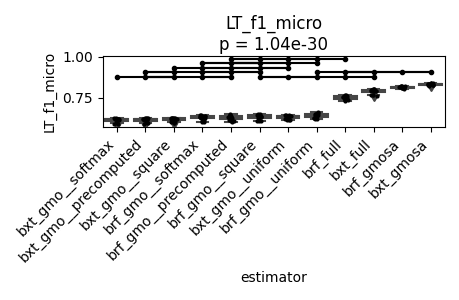 LT_f1_micro
p = 1.04e-30
LT_f1_micro
1.00
0.75
bxt_gmo__softmax
bxt_gmo__precomputed
bxt_gmo__square
brf_gmo__softmax
brf_gmo__precomputed
brf_gmo__square
bxt_gmo__uniform
brf_gmo__uniform
brf_full
bxt_full
brf_gmosa
bxt_gmosa
estimator